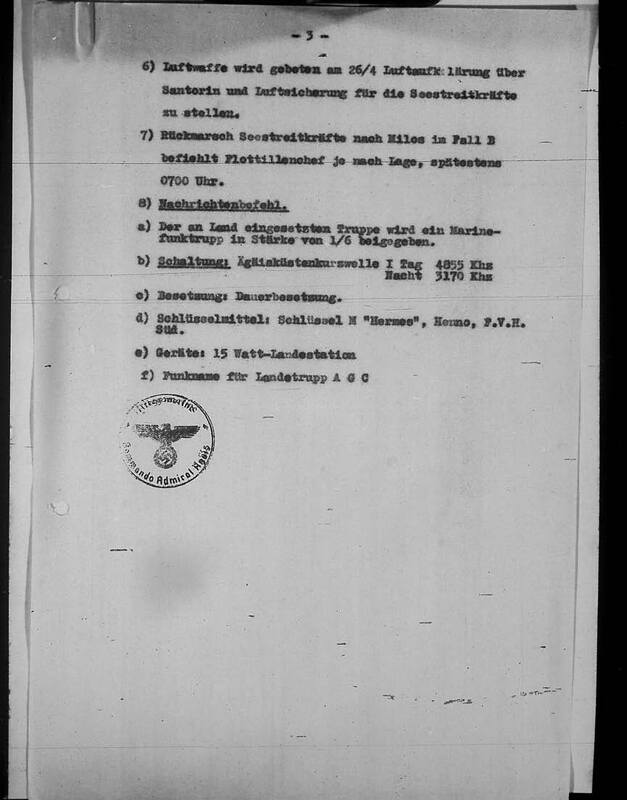 - 3 -
6) Luftwaffe wird gebeten am 26/4 Luftaufklärung über
Santorin und Luftsicherung für die Seestreitkräfte
zu stellen.
7) Rückmarsch Seestreitkräfte nach Milos im Fall B
befiehlt Flottillenchef je nach Lage, spätestens
0700 Uhr.
8) Nachrichtenbefehl.
a) Der an Land eingesetzten Truppe wird ein Marine-
funktrupp in Stärke von 1/6 beigegeben.
b) Schaltung: Ägäisküstenkurzwelle I Tag 4855 Khz
Nacht 3170 Khz
c) Besetzung: Dauerbesetzung.
d) Schlüsselmittel: Schlüssel M "Hermes", Henno, F.V.H.
Süd.
e) Geräte: 15 Watt-Landstation
f) Funkname für Landetrupp A G C
Kriegsmarine
Kommando Admiral Ägäis